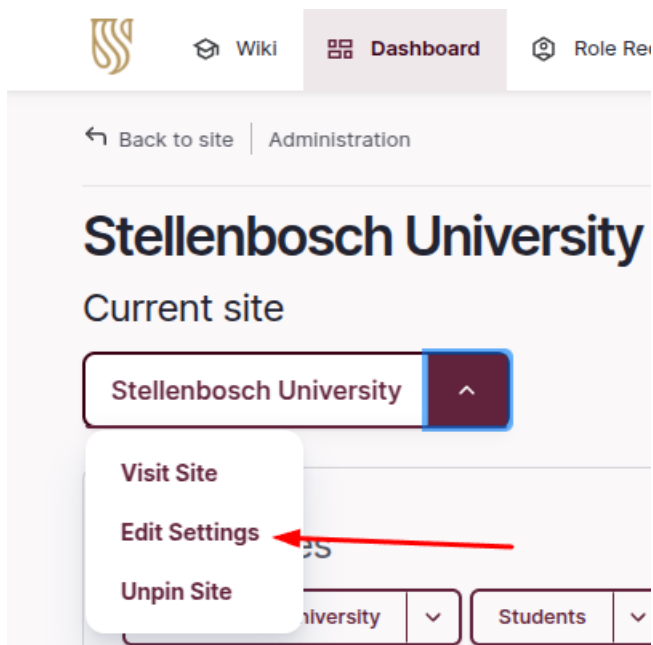 Wiki
Dashboard
Role Re
Back to site
Administration
Stellenbosch University
Current site
Stellenbosch University
Visit Site
Edit Settings
Unpin Site
Students